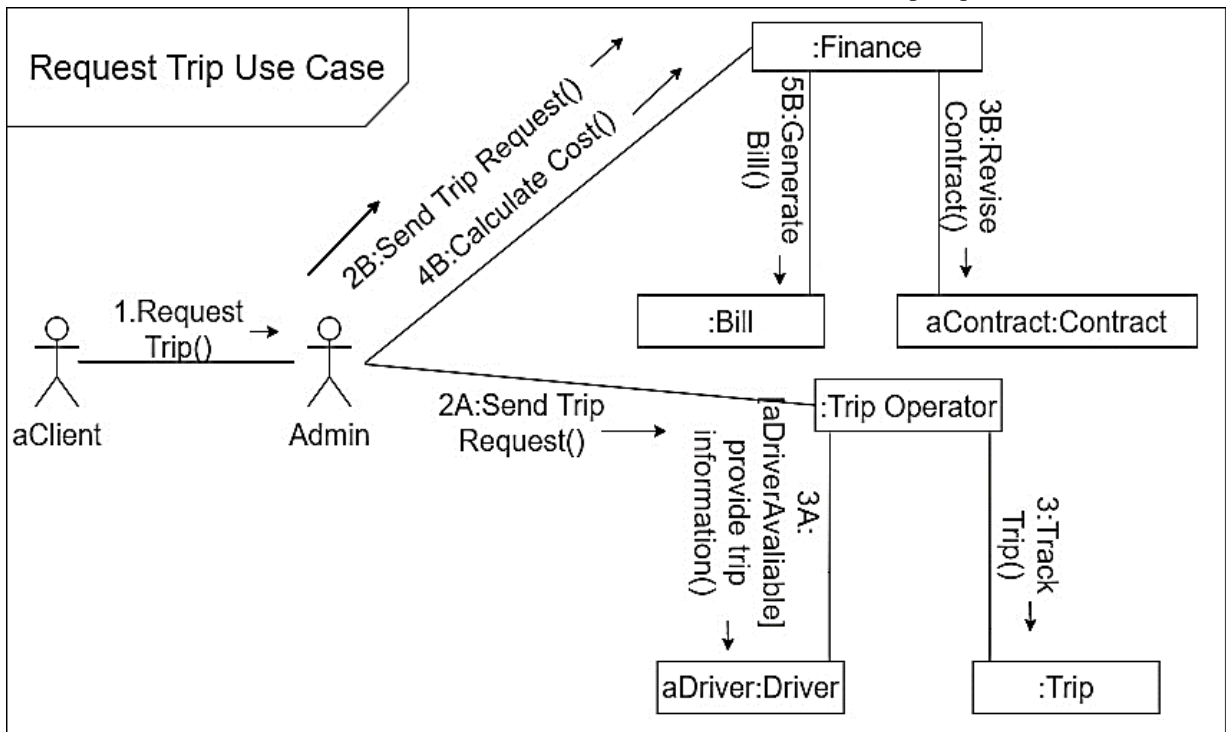 Request Trip Use Case
:Finance
2B:Send Trip Request()
4B:Calculate Cost()
5B:Generate
Bill()
3B:Revise
Contract()
:Bill
aContract:Contract
1.Request
Trip()
aClient
Admin
2A:Send Trip
Request()
:Trip Operator
3A:
[aDriverAvaliable]
provide trip
information()
3:Track
Trip()
aDriver:Driver
:Trip